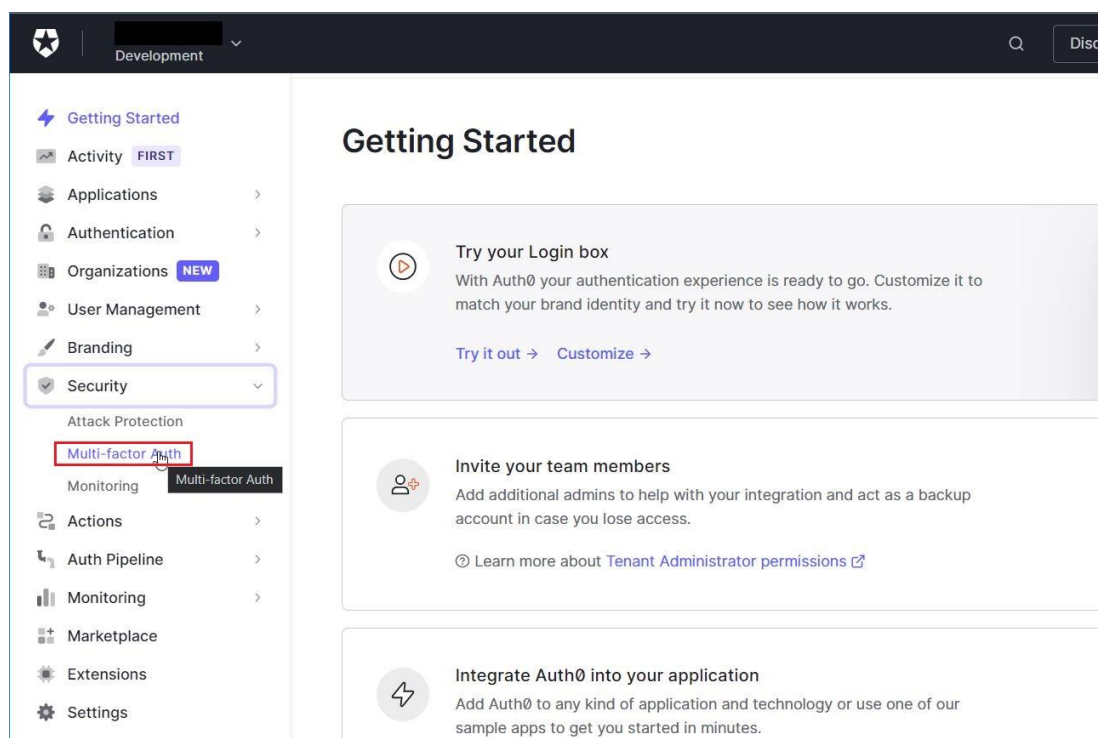 Development
Disc
Getting Started
Activity FIRST
Applications
Authentication
Organizations NEW
User Management
Branding
Security
Attack Protection
Multi-factor Auth
Multi-factor Auth
Monitoring
Actions
Auth Pipeline
Monitoring
Marketplace
Extensions
Settings
Getting Started
Try your Login box
With Auth0 your authentication experience is ready to go. Customize it to
match your brand identity and try it now to see how it works.
Try it out → Customize →
Invite your team members
Add additional admins to help with your integration and act as a backup
account in case you lose access.
Learn more about Tenant Administrator permissions
Integrate Auth0 into your application
Add Auth0 to any kind of application and technology or use one of our
sample apps to get you started in minutes.